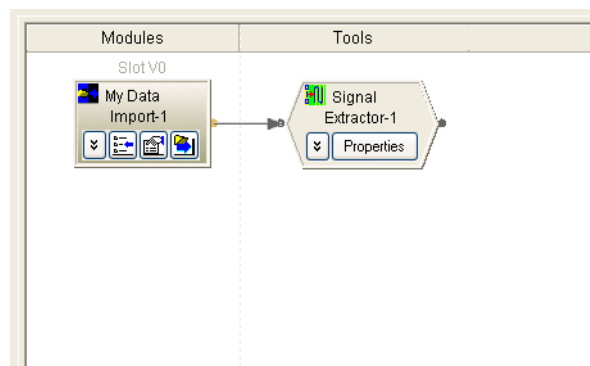 Modules
Tools
Slot V0
My Data
Import-1
Signal
Extractor-1
Properties